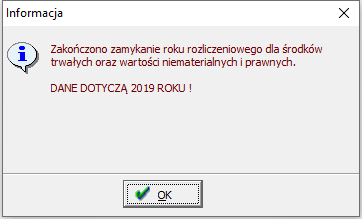 Informacja
Zakończono zamykanie roku rozliczeniowego dla środków
trwałych oraz wartości niematerialnych i prawnych.
DANE DOTYCZĄ 2019 ROKU !
OK